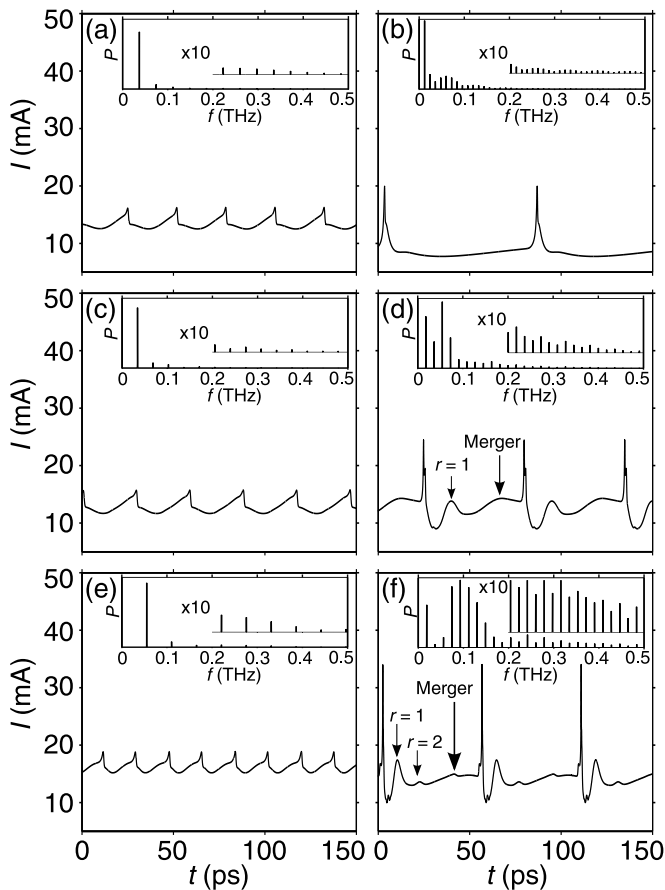 (a) x10 (b) x10
P P
0 0.1 0.2 0.3 0.4 0.5 0 0.1 0.2 0.3 0.4 0.5
f (THz) f (THz)
50
40
30
20
10
I (mA)
(c) x10 (d) x10
P P
0 0.1 0.2 0.3 0.4 0.5 0 0.1 0.2 0.3 0.4 0.5
f (THz) f (THz)
50
40
30
20
10
I (mA)
Merger
r = 1
(e) x10 (f) x10
P P
0 0.1 0.2 0.3 0.4 0.5 0 0.1 0.2 0.3 0.4 0.5
f (THz) f (THz)
50
40
30
20
10
I (mA)
Merger
r = 1
r = 2
0 50 100 150 0 50 100 150
t (ps) t (ps)